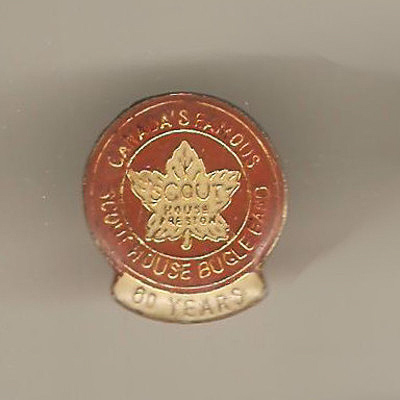 CANADA'S FAMOUS
SCOUT HOUSE BUGLE BAND
SCOUT
HOUSE
PRESTON
60 YEARS